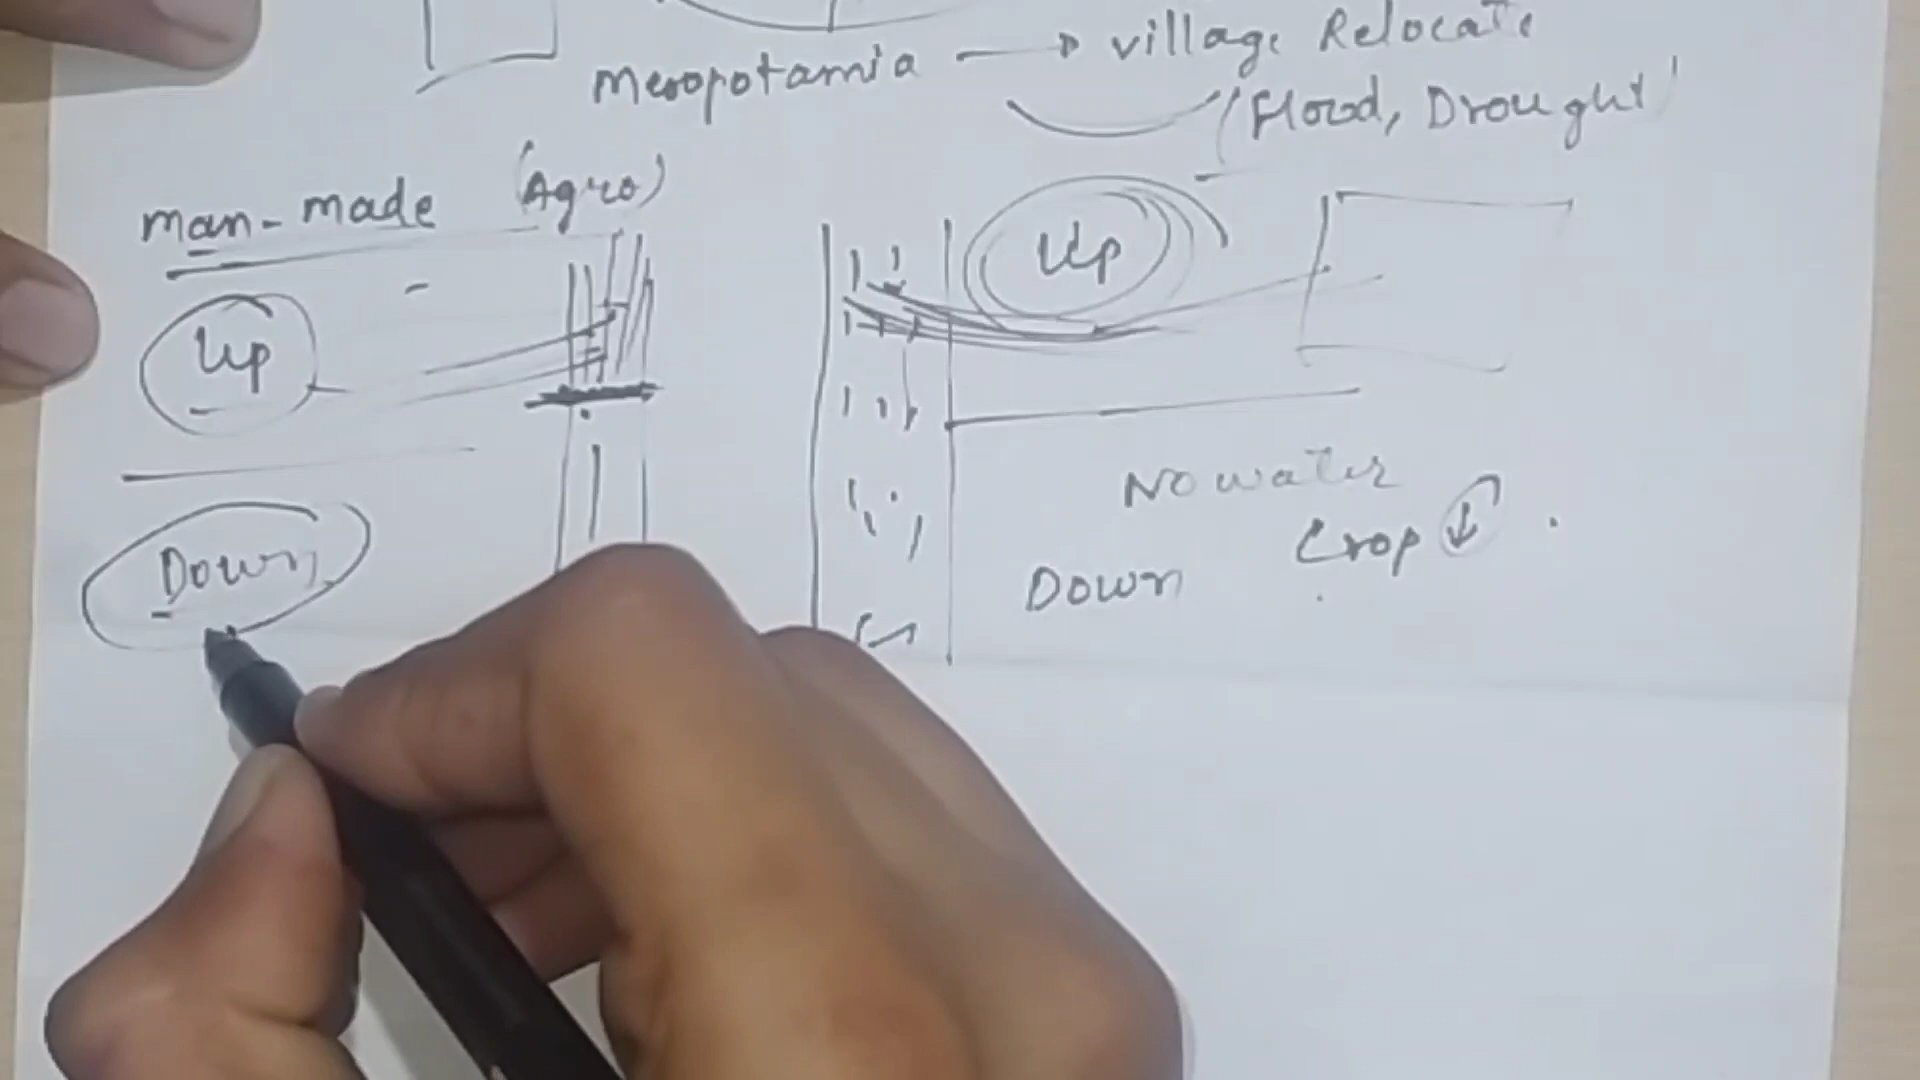 Mesopotamia → village Relocate
(Flood, Drought)
Man-made (Agro)
Up
Up
Down
No water
Crop ↓
Down